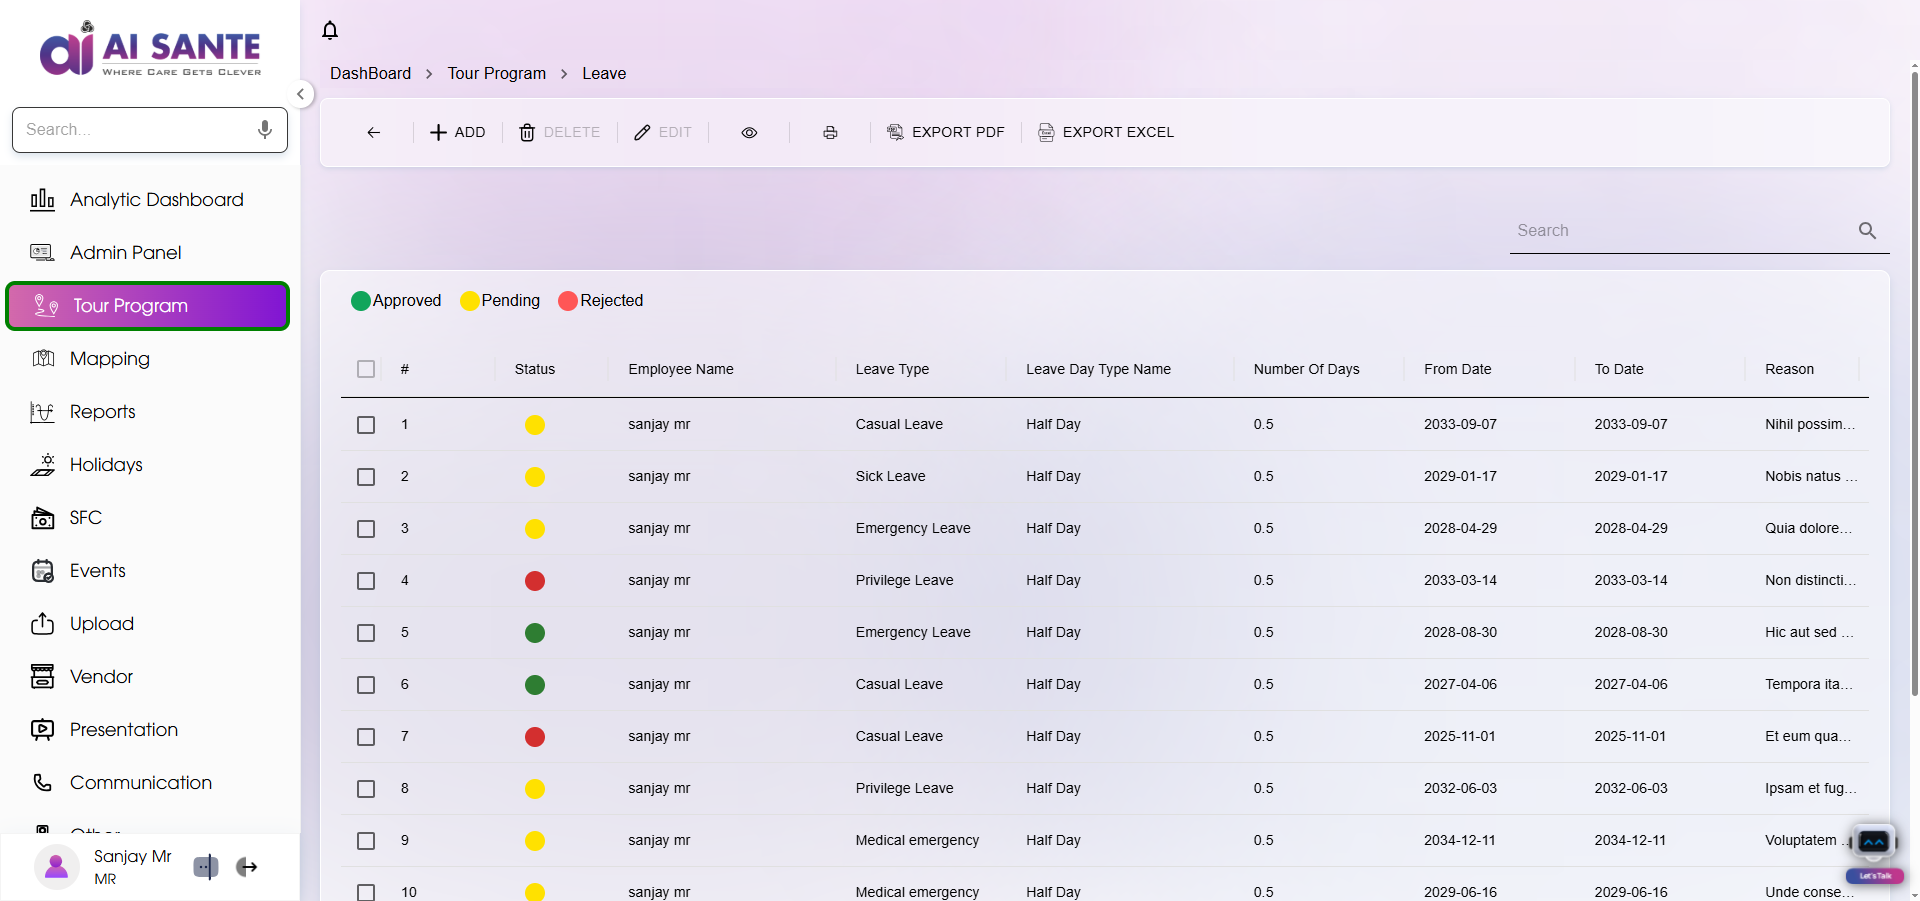 AI SANTE
WHERE CARE GETS CLEVER
Search...
Analytic Dashboard
Admin Panel
Tour Program
Mapping
Reports
Holidays
SFC
Events
Upload
Vendor
Presentation
Communication
Other
Sanjay Mr
MR
DashBoard > Tour Program > Leave
ADD DELETE EDIT EXPORT PDF EXPORT EXCEL
Search
Approved Pending Rejected
# Status Employee Name Leave Type Leave Day Type Name Number Of Days From Date To Date Reason
1 sanjay mr Casual Leave Half Day 0.5 2033-09-07 2033-09-07 Nihil possim...
2 sanjay mr Sick Leave Half Day 0.5 2029-01-17 2029-01-17 Nobis natus ...
3 sanjay mr Emergency Leave Half Day 0.5 2028-04-29 2028-04-29 Quia dolore...
4 sanjay mr Privilege Leave Half Day 0.5 2033-03-14 2033-03-14 Non distincti...
5 sanjay mr Emergency Leave Half Day 0.5 2028-08-30 2028-08-30 Hic aut sed ...
6 sanjay mr Casual Leave Half Day 0.5 2027-04-06 2027-04-06 Tempora ita...
7 sanjay mr Casual Leave Half Day 0.5 2025-11-01 2025-11-01 Et eum qua...
8 sanjay mr Privilege Leave Half Day 0.5 2032-06-03 2032-06-03 Ipsam et fug...
9 sanjay mr Medical emergency Half Day 0.5 2034-12-11 2034-12-11 Voluptatem ...
10 sanjay mr Medical emergency Half Day 0.5 2029-06-16 2029-06-16 Unde conse...
Let's Talk